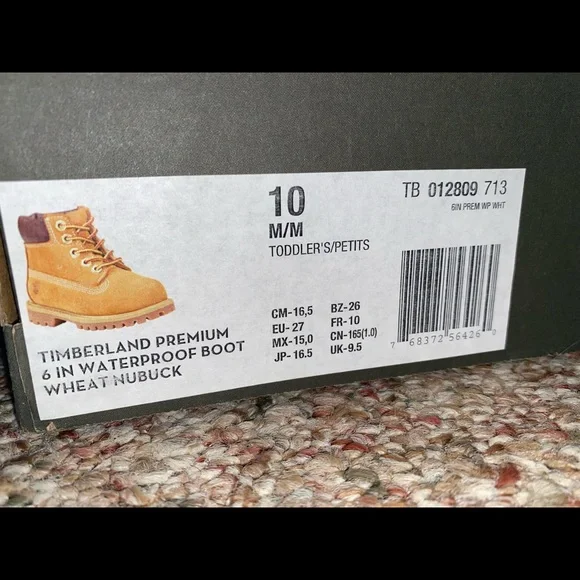 10
M/M
TODDLER'S/PETITS
TB 012809 713
6IN PREM WP WHT
CM-16,5 BZ-26
EU-27 FR-10
MX-15,0 CN-165(1.0)
JP-16.5 UK-9.5
7 68372 56426 0
TIMBERLAND PREMIUM
6 IN WATERPROOF BOOT
WHEAT NUBUCK